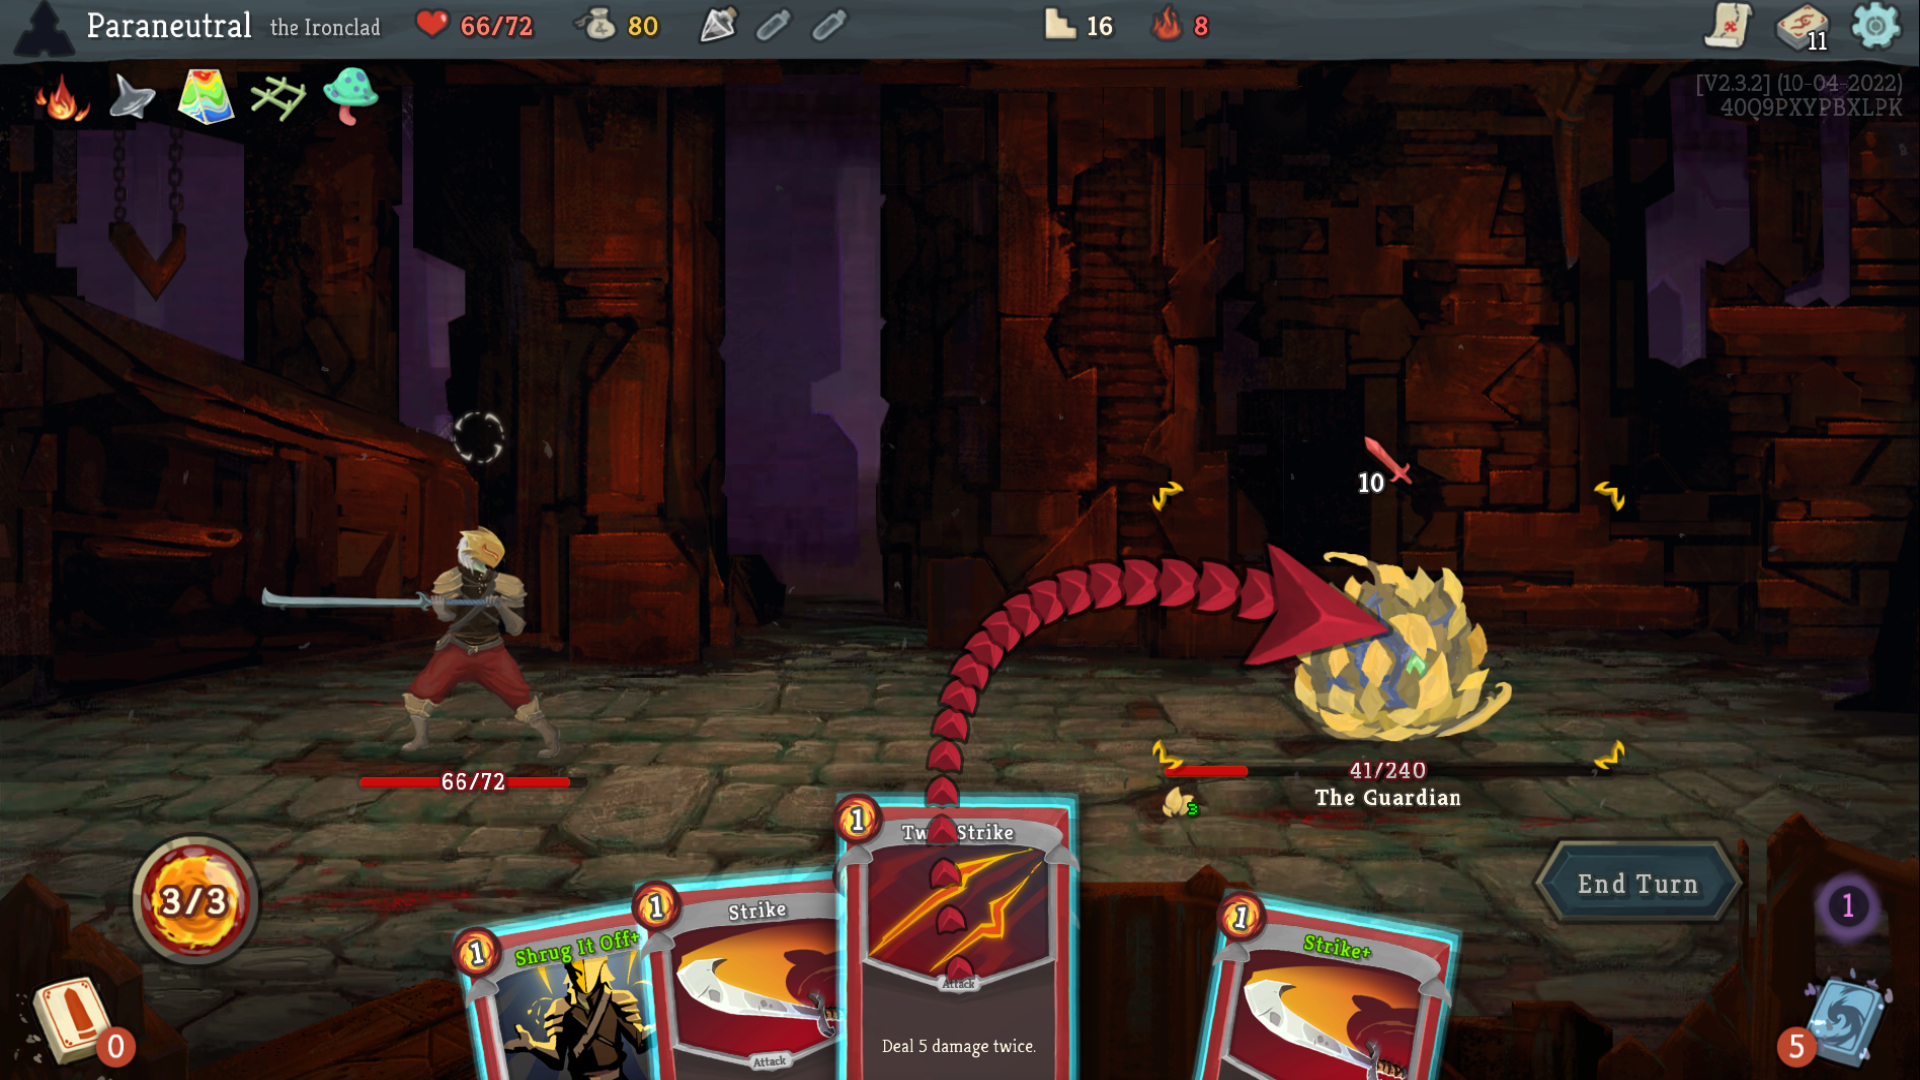 Paraneutral the Ironclad 66/72 80 16 8 11
[V2.3.2] (10-04-2022)
40Q9PXYPBXLPK
10
66/72
41/240
The Guardian
3
3/3
1
Shrug It Off+
1
Strike
Attack
1
Strike
Attack
Deal 5 damage twice.
1
Strike+
End Turn
1
0
5